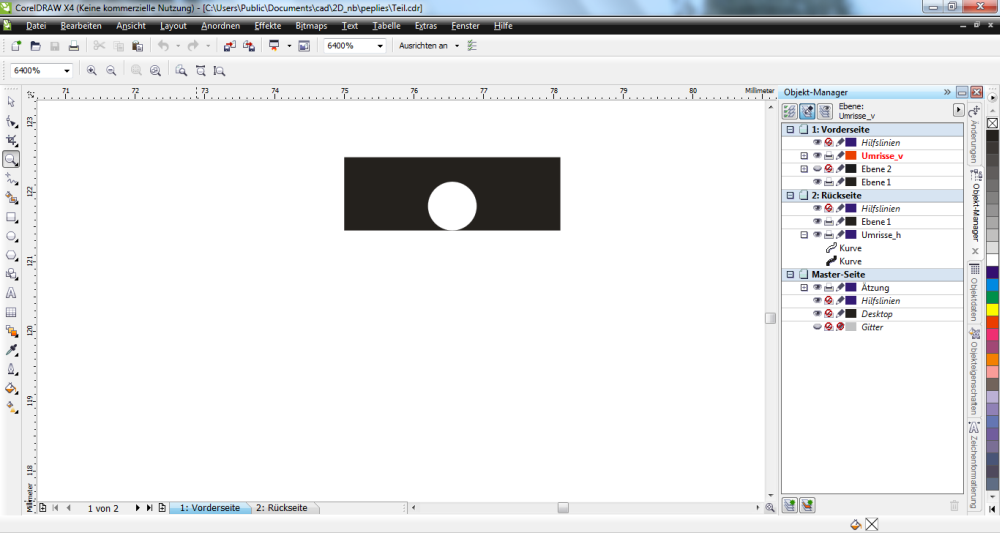 CorelDRAW X4 (Keine kommerzielle Nutzung) - [C:\Users\Public\Documents\cad\2D_nb\peplies\Teil.cdr]
Datei Bearbeiten Ansicht Layout Anordnen Effekte Bitmaps Text Tabelle Extras Fenster Hilfe
6400% Ausrichten an
6400%
71 72 73 74 75 76 77 78 79 80 Millimeter
123
122
121
120
119
118
Millimeter
Objekt-Manager
Ebene:
Umrisse_v
1: Vorderseite
Hilfslinien
Umrisse_v
Ebene 2
Ebene 1
2: Rückseite
Hilfslinien
Ebene 1
Umrisse_h
Kurve
Kurve
Master-Seite
Ätzung
Hilfslinien
Desktop
Gitter
Änderungen
Objekt-Manager
Objektdaten
Objekteigenschaften
Zeichenformatierung
1 von 2 1: Vorderseite 2: Rückseite